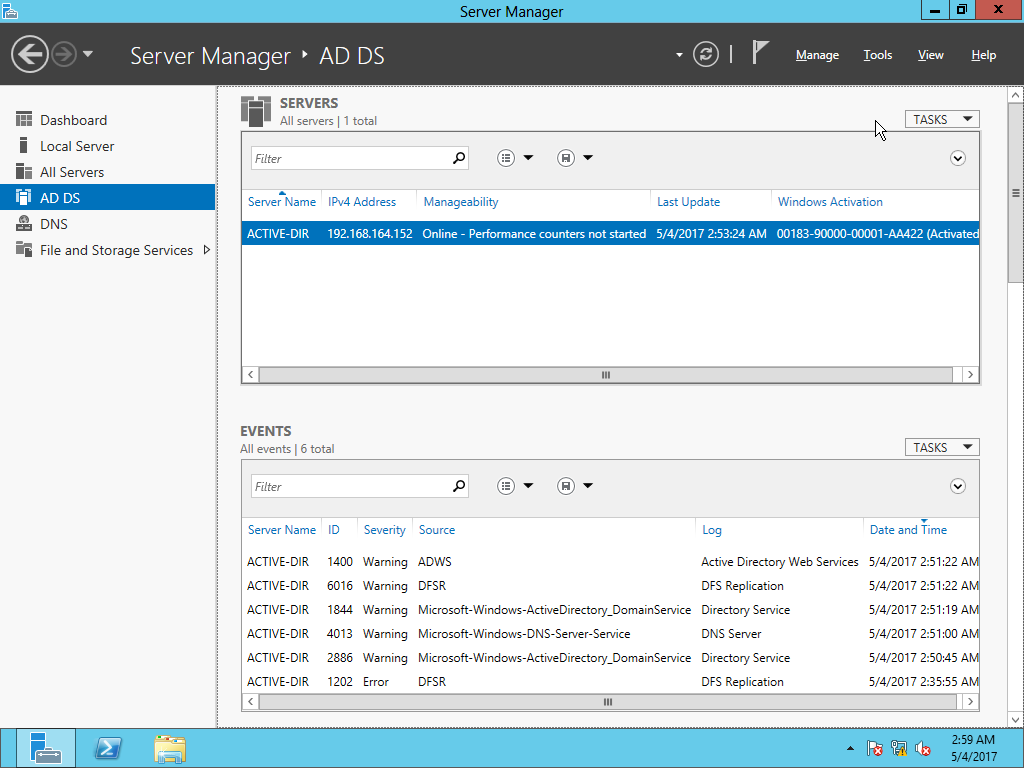 Server Manager
Server Manager ‣ AD DS
Manage Tools View Help
Dashboard
Local Server
All Servers
AD DS
DNS
File and Storage Services
SERVERS
All servers | 1 total
TASKS
Filter
Server Name IPv4 Address Manageability Last Update Windows Activation
ACTIVE-DIR 192.168.164.152 Online - Performance counters not started 5/4/2017 2:53:24 AM 00183-90000-00001-AA422 (Activated
EVENTS
All events | 6 total
TASKS
Filter
Server Name ID Severity Source Log Date and Time
ACTIVE-DIR 1400 Warning ADWS Active Directory Web Services 5/4/2017 2:51:22 AM
ACTIVE-DIR 6016 Warning DFSR DFS Replication 5/4/2017 2:51:22 AM
ACTIVE-DIR 1844 Warning Microsoft-Windows-ActiveDirectory_DomainService Directory Service 5/4/2017 2:51:19 AM
ACTIVE-DIR 4013 Warning Microsoft-Windows-DNS-Server-Service DNS Server 5/4/2017 2:51:00 AM
ACTIVE-DIR 2886 Warning Microsoft-Windows-ActiveDirectory_DomainService Directory Service 5/4/2017 2:50:45 AM
ACTIVE-DIR 1202 Error DFSR DFS Replication 5/4/2017 2:35:55 AM
2:59 AM
5/4/2017